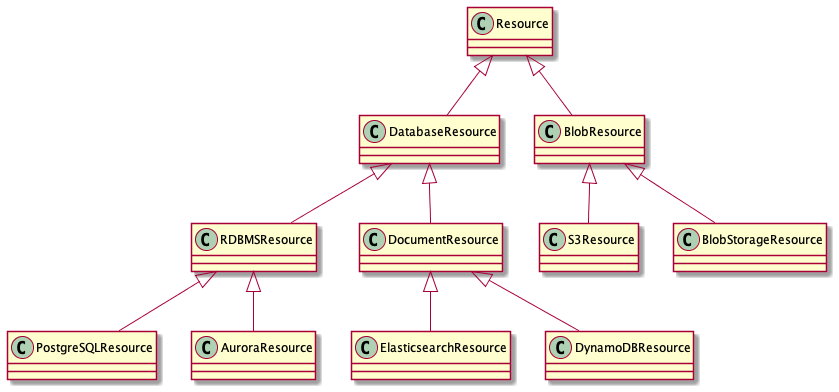 C Resource
C DatabaseResource
C BlobResource
C RDBMSResource
C DocumentResource
C S3Resource
C BlobStorageResource
C PostgreSQLResource
C AuroraResource
C ElasticsearchResource
C DynamoDBResource